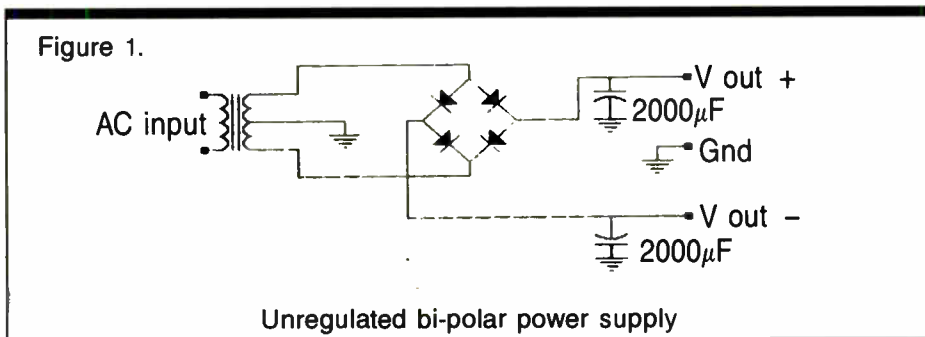 Figure 1.
AC input
V out +
2000µF
Gnd
V out −
2000µF
Unregulated bi-polar power supply